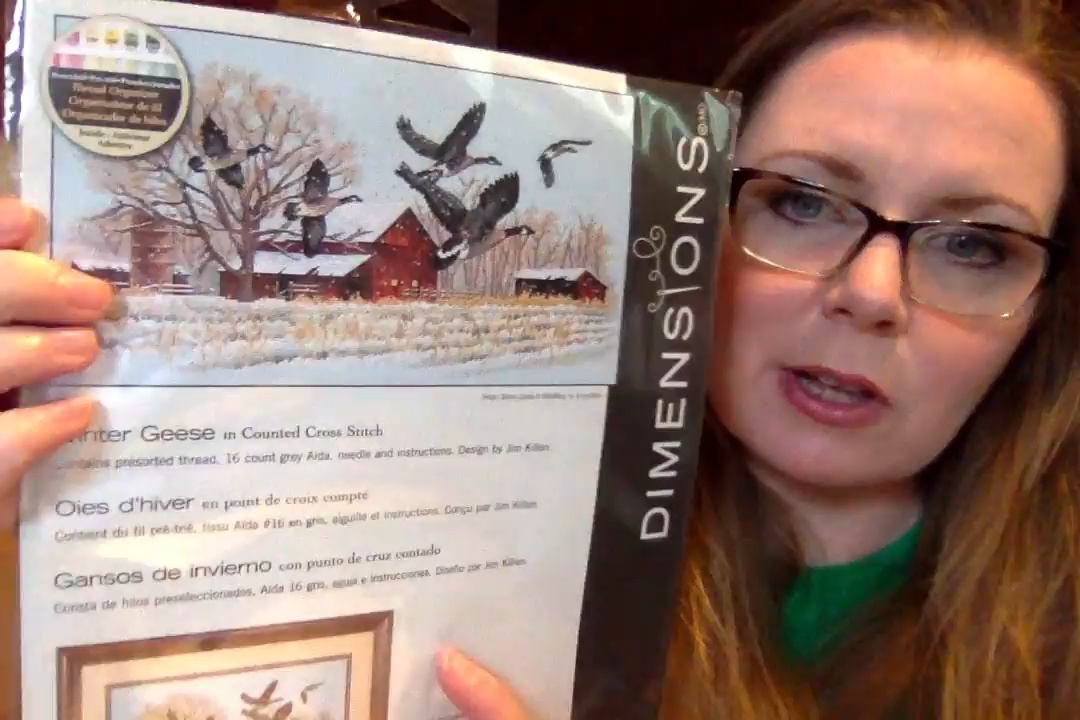 Thread Organizer
Organisateur de fil
Organizador de hilos
DIMENSIONS®
nter Geese in Counted Cross Stitch
ntains presorted thread, 16 count grey Aida, needle and instructions. Design by Jim Killen.
Oies d'hiver en point de croix compté
Contient du fil pré-trié, tissu Aida #16 en gris, aiguille et instructions. Conçu par Jim Killen.
Gansos de invierno con punto de cruz contado
Consta de hilos preseleccionados, Aida 16 gris, aguja e instrucciones. Diseño por Jim Killen.